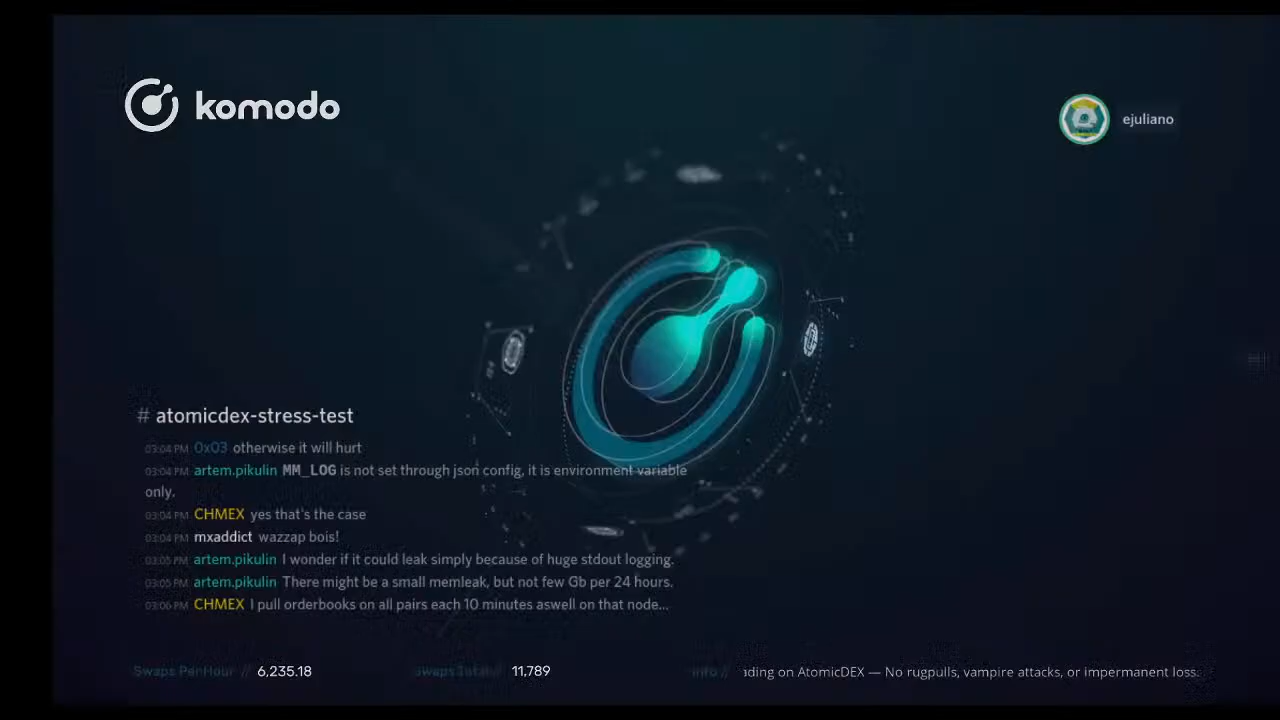 komodo
ejuliano
# atomicdex-stress-test
03:04 PM 0x03 otherwise it will hurt
03:04 PM artem.pikulin MM_LOG is not set through json config, it is environment variable
only.
03:04 PM CHMEX yes that's the case
03:04 PM mxaddict wazzap bois!
03:05 PM artem.pikulin I wonder if it could leak simply because of huge stdout logging.
03:05 PM artem.pikulin There might be a small memleak, but not few Gb per 24 hours.
03:06 PM CHMEX I pull orderbooks on all pairs each 10 minutes aswell on that node...
Swaps Per Hour // 6,235.18
Swaps Total // 11,789
Info // ding on AtomicDEX — No rugpulls, vampire attacks, or impermanent loss.